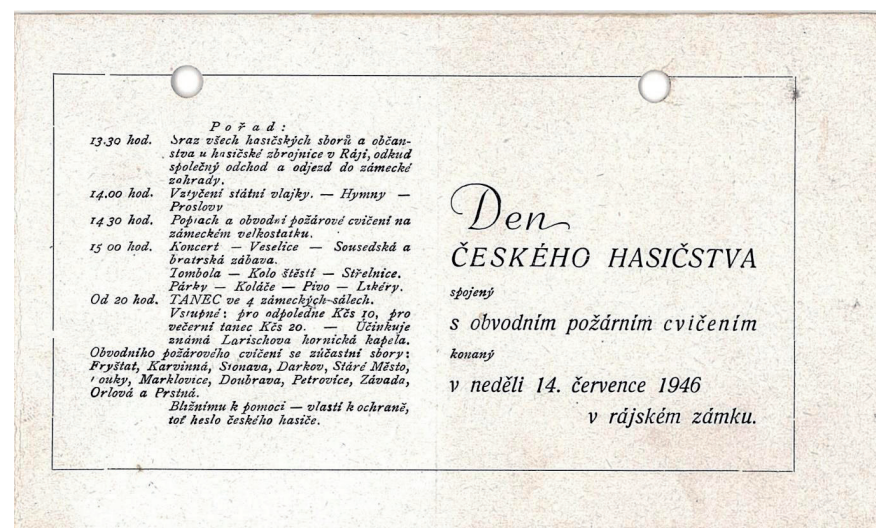 Pořad:
13.30 hod. Sraz všech hasičských sborů a občan-
stva u hasičské zbrojnice v Ráji, odkud
společný odchod a odjezd do zámecké
zahrady.
14.00 hod. Vztyčení státní vlajky. — Hymny —
Proslovy
14 30 hod. Poplach a obvodní požárové cvičení na
zámeckém velkostatku.
15 00 hod. Koncert — Veselice — Sousedská a
bratrská zábava.
Tombola — Kolo štěstí — Střelnice.
Párky — Koláče — Pivo — Likéry.
Od 20 hod. TANEC ve 4 zámeckých sálech.
Vstupné: pro odpoledne Kčs 10, pro
večerní tanec Kčs 20. — Účinkuje
známá Larischova hornická kapela.
Obvodního požárového cvičení se zúčastní sbory:
Fryštat, Karvinná, Stonava, Darkov, Staré Město,
Louky, Marklovice, Doubrava, Petrovice, Závada,
Orlová a Prstná.
Bližnímu k pomoci — vlasti k ochraně,
toť heslo českého hasiče.
Den
ČESKÉHO HASIČSTVA
spojený
s obvodním požárním cvičením
konaný
v neděli 14. července 1946
v rájském zámku.